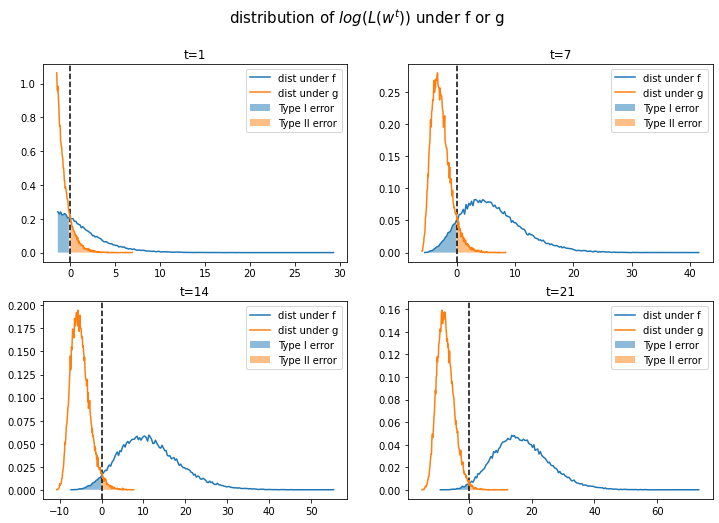 distribution of log(L(w^t)) under f or g
t=1
1.0
0.8
0.6
0.4
0.2
0.0
0 5 10 15 20 25 30
dist under f
dist under g
Type I error
Type II error
t=7
0.25
0.20
0.15
0.10
0.05
0.00
0 10 20 30 40
dist under f
dist under g
Type I error
Type II error
t=14
0.200
0.175
0.150
0.125
0.100
0.075
0.050
0.025
0.000
−10 0 10 20 30 40 50
dist under f
dist under g
Type I error
Type II error
t=21
0.16
0.14
0.12
0.10
0.08
0.06
0.04
0.02
0.00
0 20 40 60
dist under f
dist under g
Type I error
Type II error